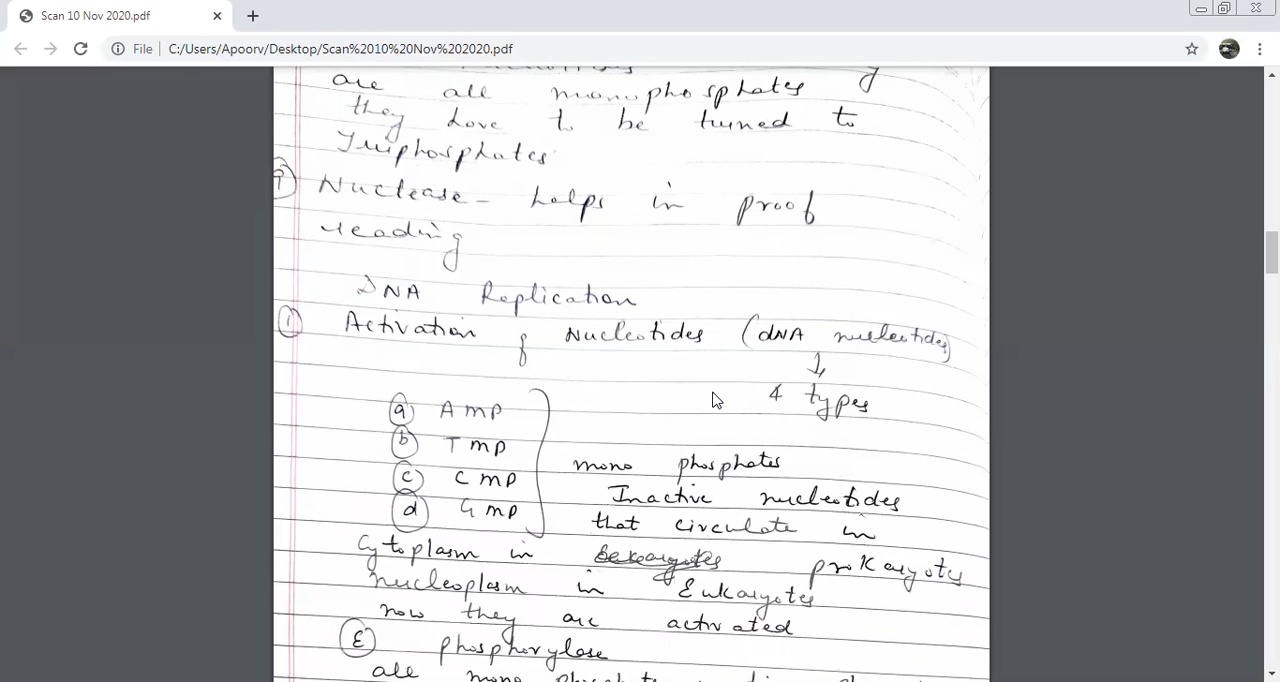 Scan 10 Nov 2020.pdf
File | C:/Users/Apoorv/Desktop/Scan%2010%20Nov%202020.pdf
are all monophosphates
they have to be turned to
Triphosphates
Nuclease - helps in proof
reading
DNA Replication
① Activation of Nucleotides (dNA nucleotides)
↓
4 types
ⓐ AMP
ⓑ TMP
ⓒ CMP
ⓓ GMP
mono phosphates
Inactive nucleotides
that circulate in
Cytoplasm in prokaryotes
nucleoplasm in Eukaryotes
now they are activated
Ⓔ phosphorylase
all mono